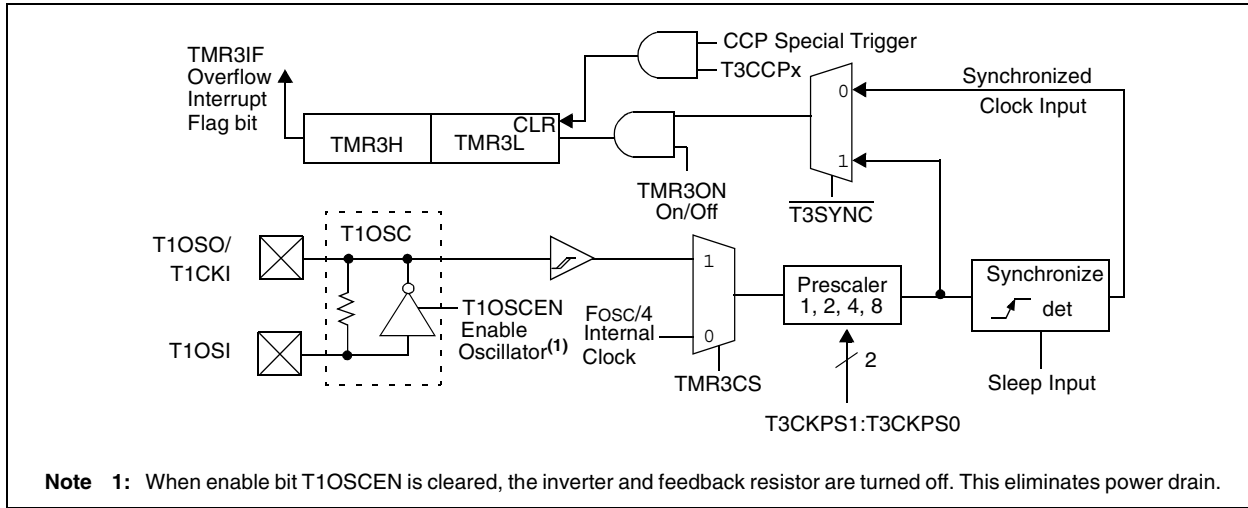 TMR3IF
Overflow
Interrupt
Flag bit
CCP Special Trigger
T3CCPx
Synchronized
Clock Input
0
1
CLR
TMR3H
TMR3L
TMR3ON
On/Off
T3SYNC
T1OSC
T1OSO/
T1CKI
T1OSI
T1OSCEN
Enable
Oscillator(1)
FOSC/4
Internal
Clock
1
0
TMR3CS
Prescaler
1, 2, 4, 8
2
T3CKPS1:T3CKPS0
Synchronize
det
Sleep Input
Note 1: When enable bit T1OSCEN is cleared, the inverter and feedback resistor are turned off. This eliminates power drain.